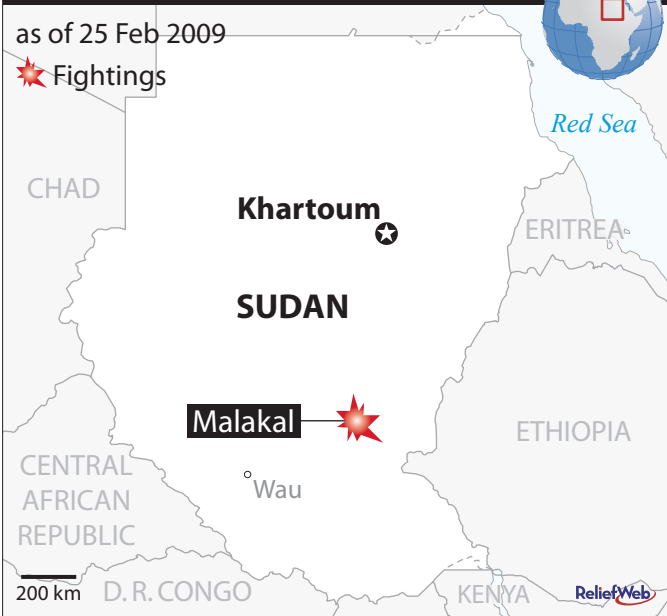 as of 25 Feb 2009
Fightings
Red Sea
CHAD
Khartoum
ERITREA
SUDAN
Malakal
ETHIOPIA
CENTRAL
AFRICAN
REPUBLIC
Wau
200 km
D. R. CONGO
KENYA
ReliefWeb